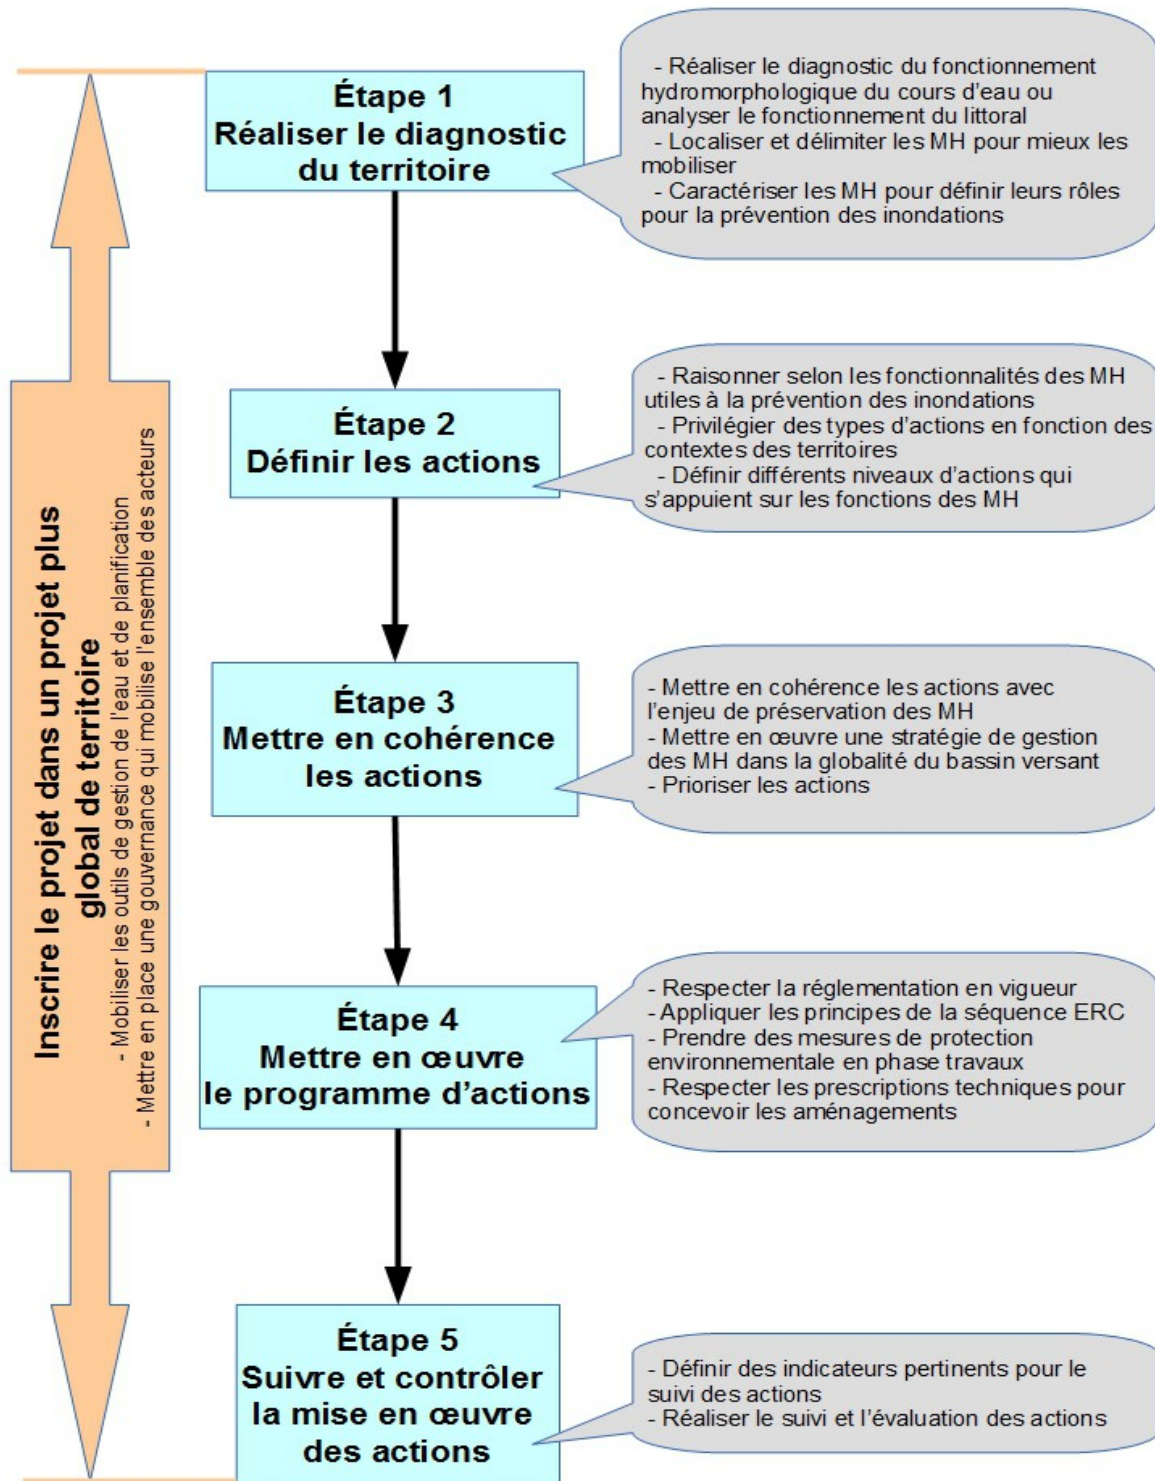 Étape 1
Réaliser le diagnostic
du territoire
- Réaliser le diagnostic du fonctionnement
hydromorphologique du cours d'eau ou
analyser le fonctionnement du littoral
- Localiser et délimiter les MH pour mieux les
mobiliser
- Caractériser les MH pour définir leurs rôles
pour la prévention des inondations
Étape 2
Définir les actions
- Raisonner selon les fonctionnalités des MH
utiles à la prévention des inondations
- Privilégier des types d'actions en fonction des
contextes des territoires
- Définir différents niveaux d'actions qui
s'appuient sur les fonctions des MH
Inscrire le projet dans un projet plus
global de territoire
- Mobiliser les outils de gestion de l'eau et de planification
- Mettre en place une gouvernance qui mobilise l'ensemble des acteurs
Étape 3
Mettre en cohérence
les actions
- Mettre en cohérence les actions avec
l'enjeu de préservation des MH
- Mettre en œuvre une stratégie de gestion
des MH dans la globalité du bassin versant
- Prioriser les actions
Étape 4
Mettre en œuvre
le programme d'actions
- Respecter la réglementation en vigueur
- Appliquer les principes de la séquence ERC
- Prendre des mesures de protection
environnementale en phase travaux
- Respecter les prescriptions techniques pour
concevoir les aménagements
Étape 5
Suivre et contrôler
la mise en œuvre
des actions
- Définir des indicateurs pertinents pour le
suivi des actions
- Réaliser le suivi et l'évaluation des actions